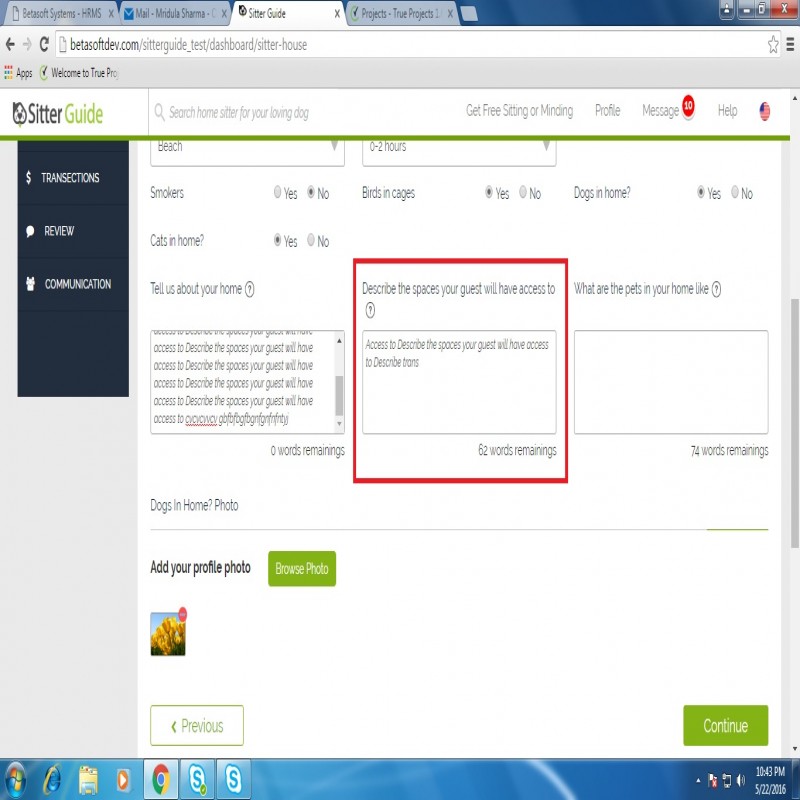 Betasoft Systems - HRMS
Mail - Mridula Sharma - O
Sitter Guide
Projects - True Projects 1.
betasoftdev.com/sitterguide_test/dashboard/sitter-house
Apps
Welcome to True Pro
Sitter Guide
Search home sitter for your loving dog
Get Free Sitting or Minding
Profile
Message
10
Help
Beach
0-2 hours
$ TRANSECTIONS
REVIEW
COMMUNICATION
Smokers
Yes
No
Birds in cages
Yes
No
Dogs in home?
Yes
No
Cats in home?
Yes
No
Tell us about your home ?
Describe the spaces your guest will have access to
?
What are the pets in your home like ?
access to Describe the spaces your guest will have
access to Describe the spaces your guest will have
access to Describe the spaces your guest will have
access to Describe the spaces your guest will have
access to Describe the spaces your guest will have
access to cvcvcvvcv gbfbfbgfbgnfgnfnfntyj
Access to Describe the spaces your guest will have access
to Describe trans
0 words remainings
62 words remainings
74 words remainings
Dogs In Home? Photo
Add your profile photo
Browse Photo
‹ Previous
Continue
10:43 PM
5/22/2016